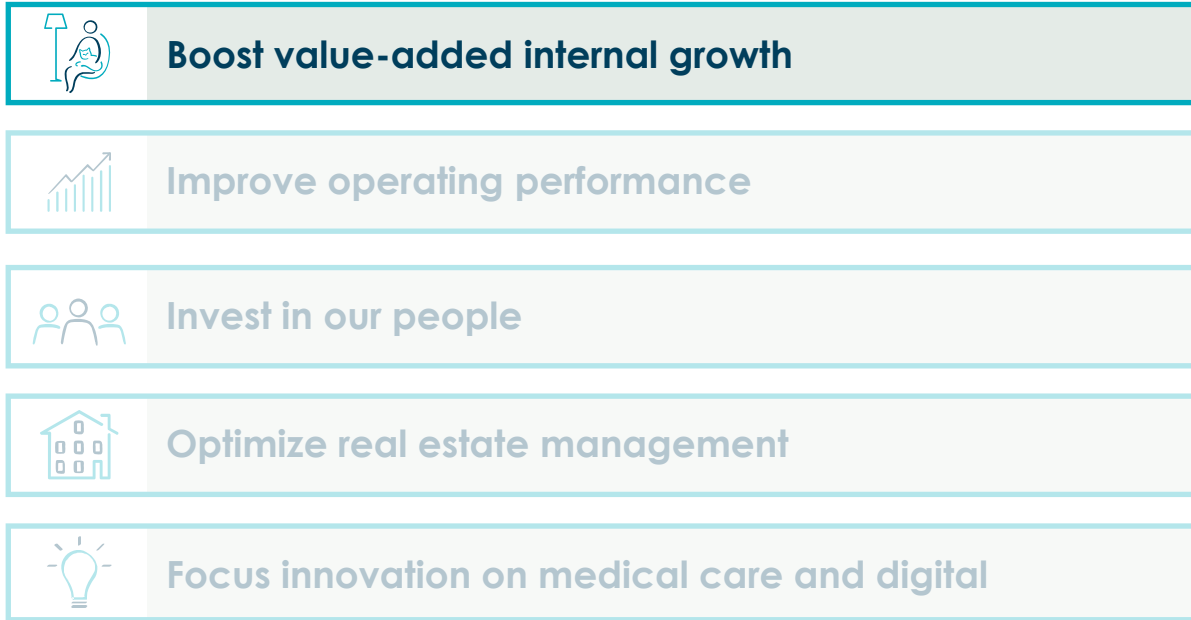 Boost value-added internal growth
Improve operating performance
Invest in our people
Optimize real estate management
Focus innovation on medical care and digital